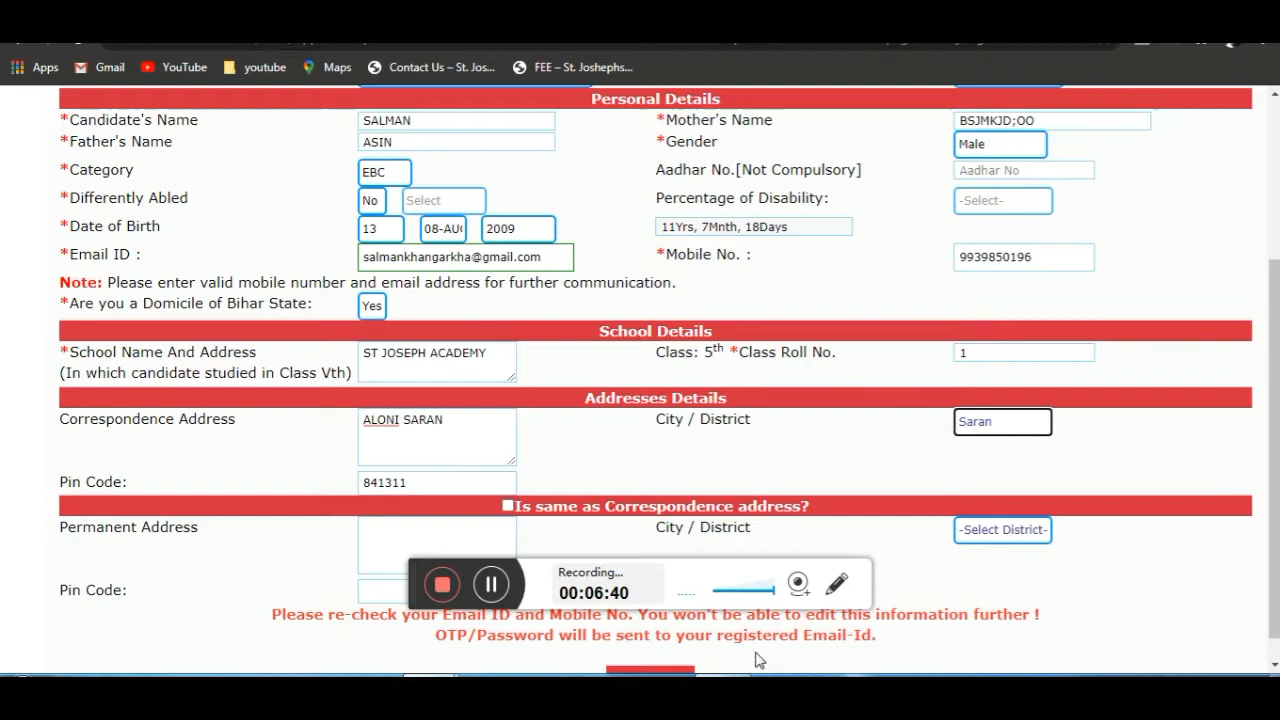 Apps Gmail YouTube youtube Maps Contact Us – St. Jos... FEE – St. Joshephs...
Personal Details
*Candidate's Name SALMAN *Mother's Name BSJMKJD;OO
*Father's Name ASIN *Gender Male
*Category EBC Aadhar No.[Not Compulsory] Aadhar No
*Differently Abled No Select Percentage of Disability: -Select-
*Date of Birth 13 08-AU 2009 11Yrs, 7Mnth, 18Days
*Email ID : salmankhangarkha@gmail.com *Mobile No. : 9939850196
Note: Please enter valid mobile number and email address for further communication.
*Are you a Domicile of Bihar State: Yes
School Details
*School Name And Address ST JOSEPH ACADEMY Class: 5th *Class Roll No. 1
(In which candidate studied in Class Vth)
Addresses Details
Correspondence Address ALONI SARAN City / District Saran
Pin Code: 841311
Is same as Correspondence address?
Permanent Address City / District -Select District-
Pin Code:
Recording...
00:06:40
Please re-check your Email ID and Mobile No. You won't be able to edit this information further !
OTP/Password will be sent to your registered Email-Id.